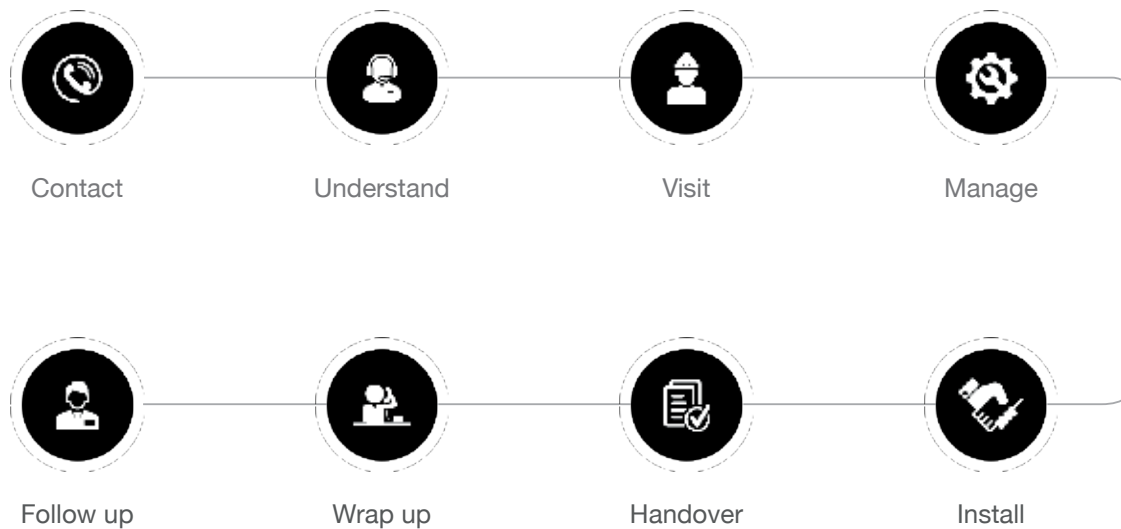 Contact
Understand
Visit
Manage
Follow up
Wrap up
Handover
Install